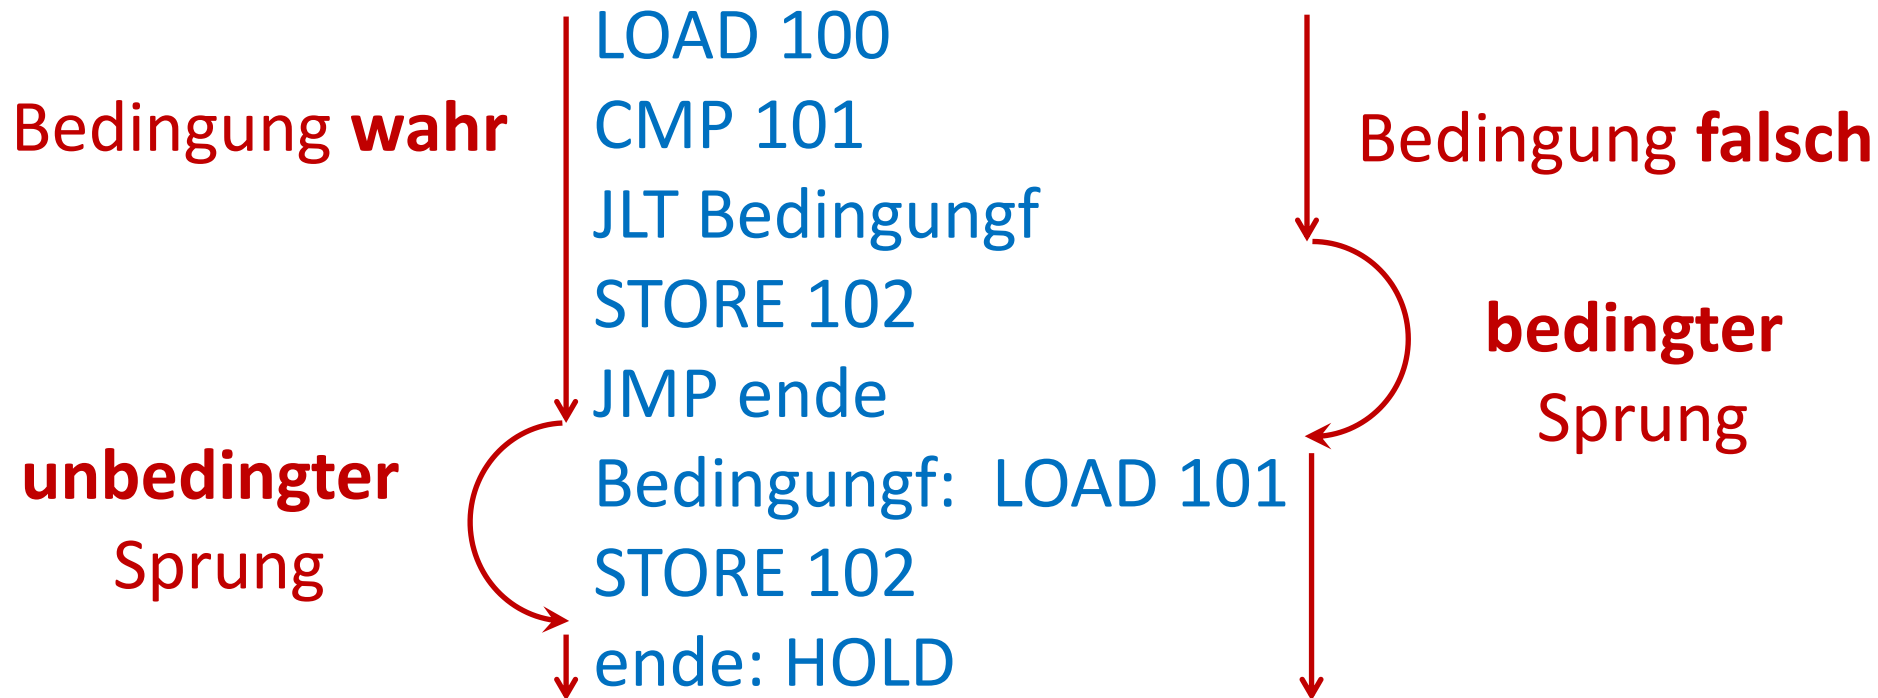 LOAD 100
Bedingung wahr
CMP 101
Bedingung falsch
JLT Bedingungf
STORE 102
bedingter
Sprung
JMP ende
unbedingter
Sprung
Bedingungf: LOAD 101
STORE 102
ende: HOLD